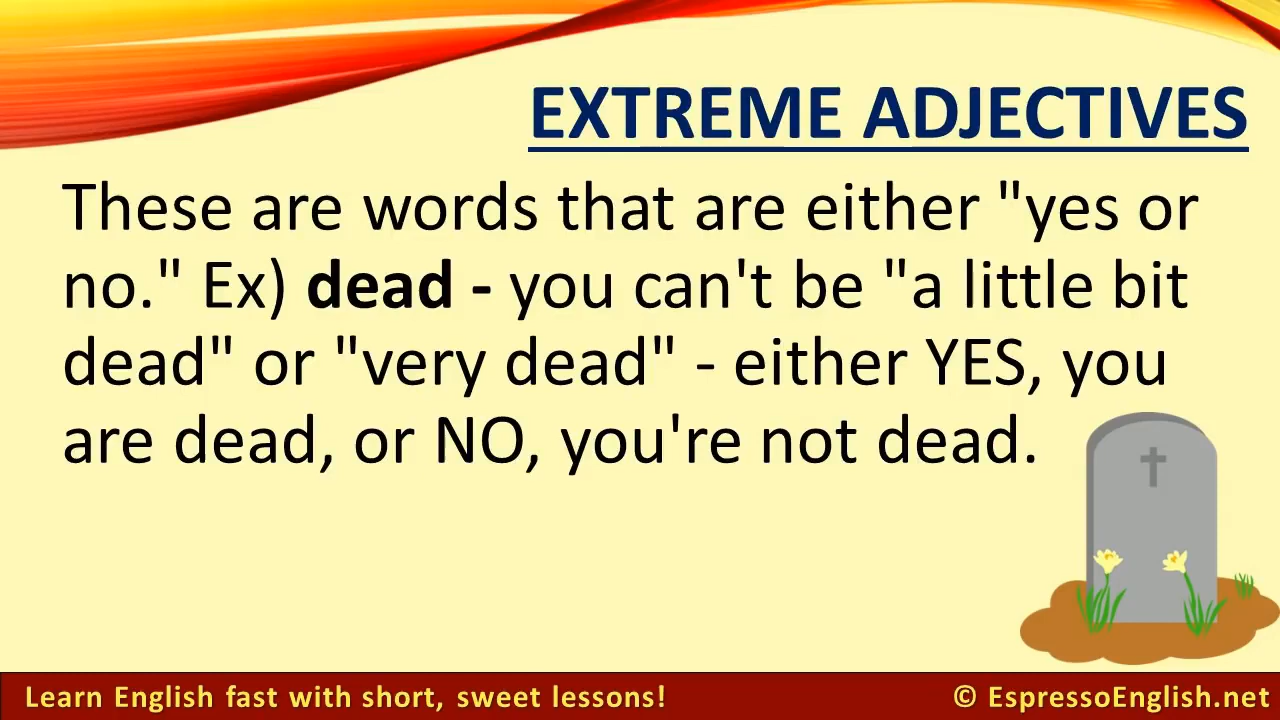 EXTREME ADJECTIVES
These are words that are either "yes or
no." Ex) dead - you can't be "a little bit
dead" or "very dead" - either YES, you
are dead, or NO, you're not dead.
Learn English fast with short, sweet lessons!
© EspressoEnglish.net